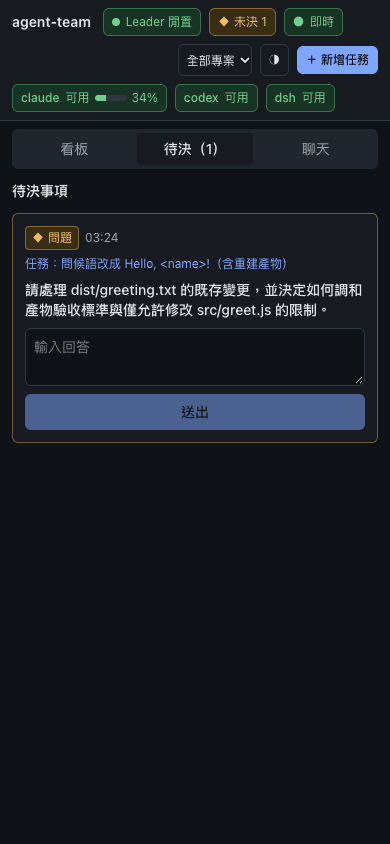 agent-team
Leader 閒置
未決 1
即時
全部專案
+ 新增任務
claude 可用 34%
codex 可用
dsh 可用
看板
待決（1）
聊天
待決事項
問題 03:24
任務：問候語改成 Hello, <name>!（含重建產物）
請處理 dist/greeting.txt 的既存變更，並決定如何調和
產物驗收標準與僅允許修改 src/greet.js 的限制。
輸入回答
送出